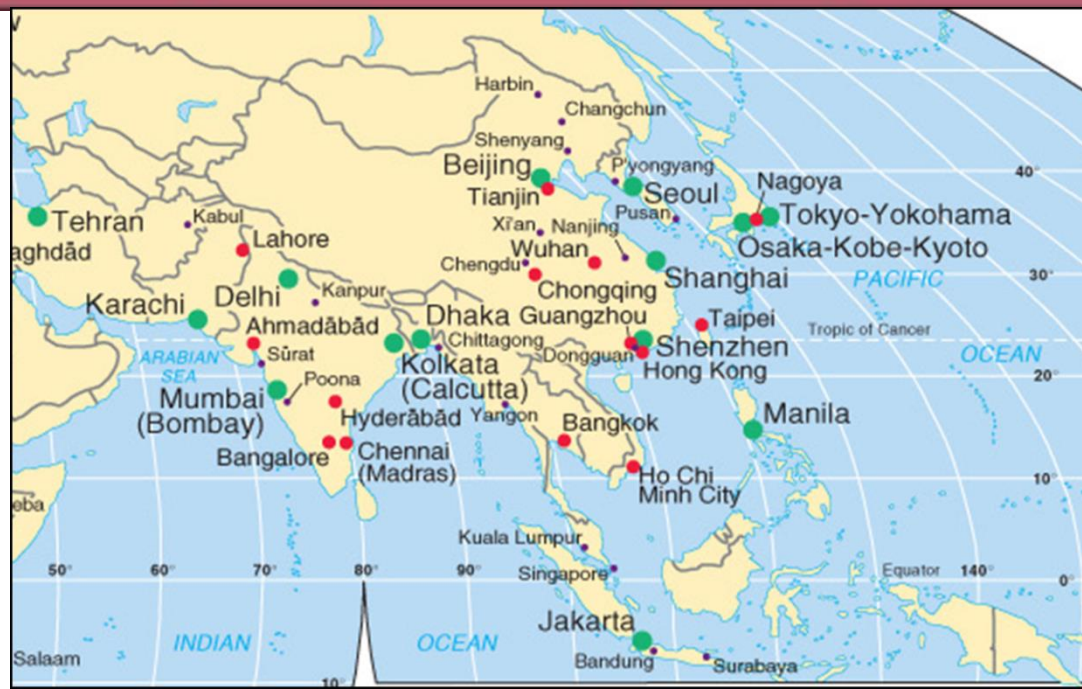 Harbin
Changchun
Shenyang
Beijing
P'yongyang
Tianjin
Seoul
Nagoya
Tehran
Kabul
Xi'an
Nanjing
Pusan
Tokyo-Yokohama
aghdād
Lahore
Wuhan
Osaka-Kobe-Kyoto
Chengdu
Shanghai
PACIFIC
Karachi
Delhi
Kanpur
Chongqing
Ahmadābād
Dhaka
Guangzhou
Taipei
Tropic of Cancer
ARABIAN
SEA
Sūrat
Chittagong
Dongguan
Shenzhen
OCEAN
Kolkata
(Calcutta)
Hong Kong
Mumbai
(Bombay)
Poona
Hyderābād
Yangon
Bangkok
Manila
Bangalore
Chennai
(Madras)
Ho Chi
Minh City
eba
Kuala Lumpur
Singapore
Equator
40°
30°
20°
10°
50°
60°
70°
80°
90°
140°
0°
Jakarta
INDIAN
OCEAN
Salaam
Bandung
Surabaya
10°